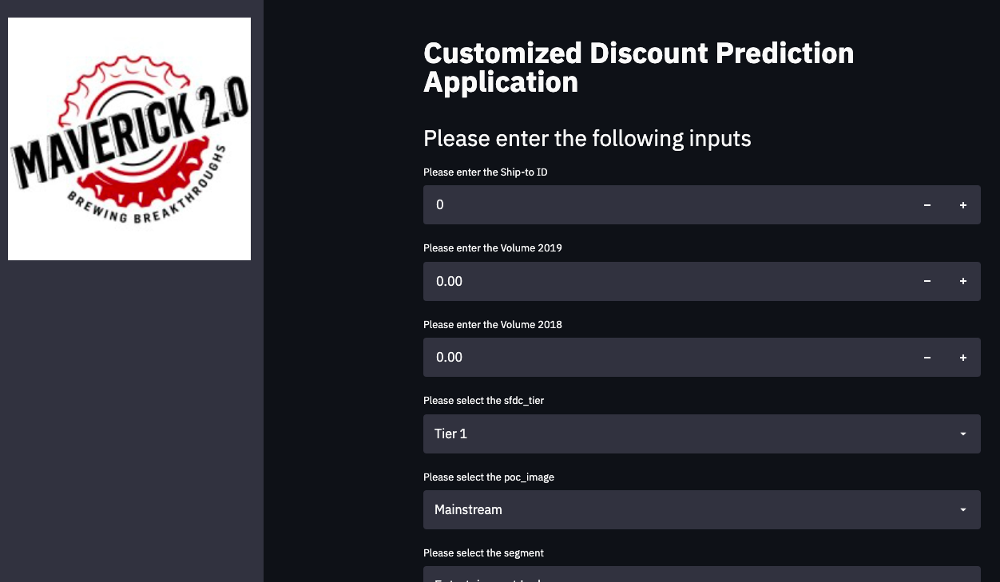 MAVERICK 2.0
BREWING BREAKTHROUGHS
Customized Discount Prediction
Application
Please enter the following inputs
Please enter the Ship-to ID
0
Please enter the Volume 2019
0.00
Please enter the Volume 2018
0.00
Please select the sfdc_tier
Tier 1
Please select the poc_image
Mainstream
Please select the segment